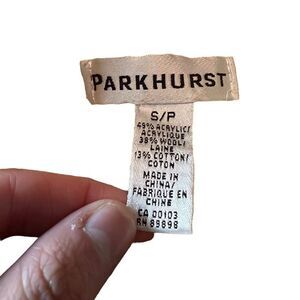 PARKHURST
S/P
49% ACRYLIC/
ACRYLIQUE
38% WOOL/
LAINE
13% COTTON/
COTON
MADE IN
CHINA/
FABRIQUE EN
CHINE
CA 00103
RN 85898